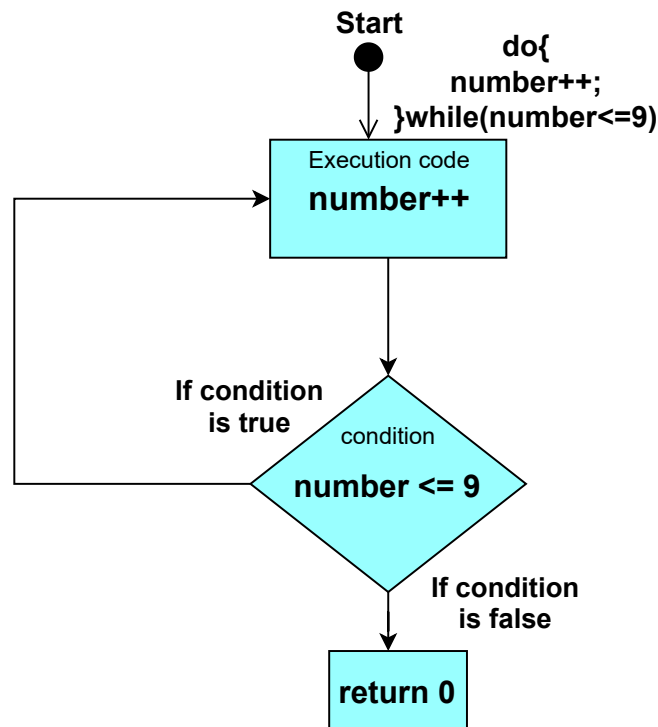 Start
do{
number++;
}while(number<=9)
Execution code
number++
If condition
is true
condition
number <= 9
If condition
is false
return 0